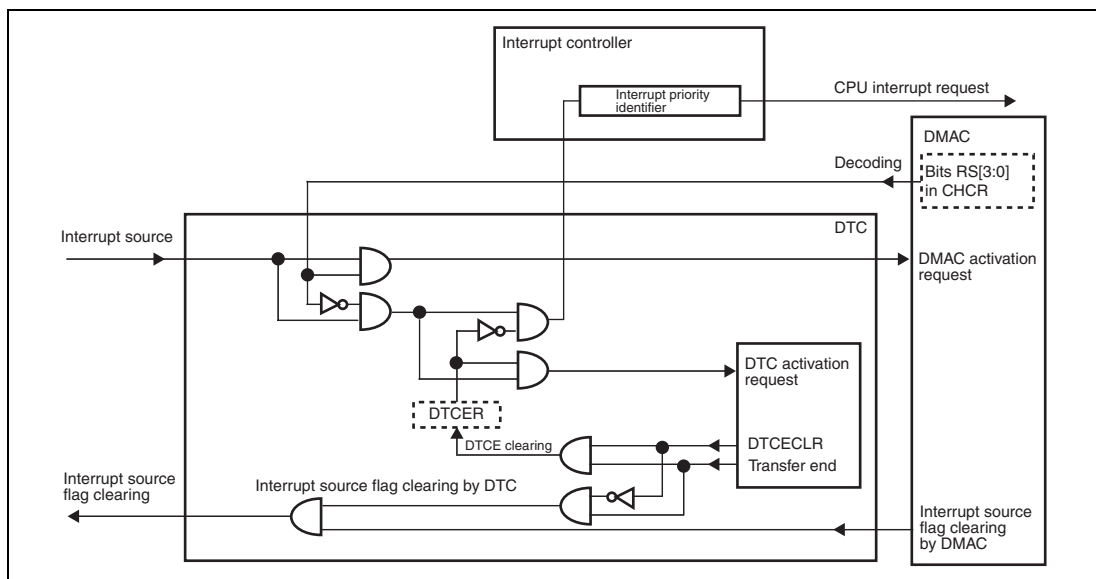 Interrupt controller
Interrupt priority
identifier
CPU interrupt request
DMAC
Decoding
Bits RS[3:0]
in CHCR
DTC
Interrupt source
DMAC activation
request
DTC activation
request
DTCER
DTCE clearing
DTCECLR
Transfer end
Interrupt source
flag clearing
Interrupt source flag clearing by DTC
Interrupt source
flag clearing
by DMAC